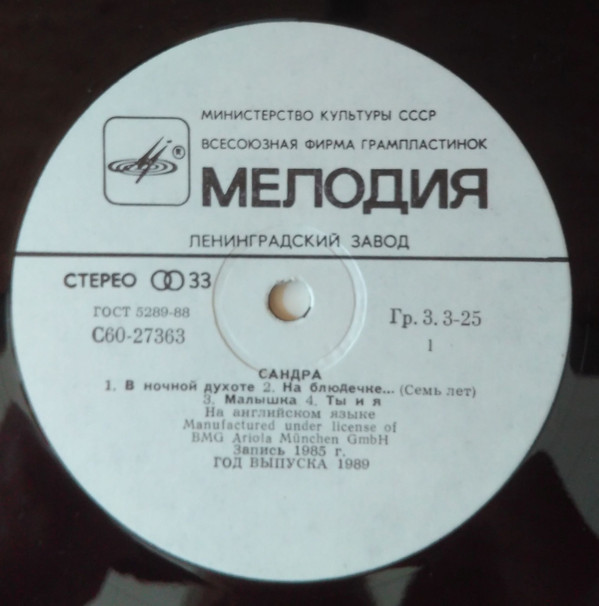 МИНИСТЕРСТВО КУЛЬТУРЫ СССР
ВСЕСОЮЗНАЯ ФИРМА ГРАМПЛАСТИНОК
®
МЕЛОДИЯ
ЛЕНИНГРАДСКИЙ ЗАВОД
СТЕРЕО 33
ГОСТ 5289-88
С60-27363
Гр. 3. 3-25
1
САНДРА
1. В ночной духоте 2. На блюдечке... (Семь лет)
3. Малышка 4. Ты и я
На английском языке
Manufactured under license of
BMG Ariola München GmbH
Запись 1985 г.
ГОД ВЫПУСКА 1989